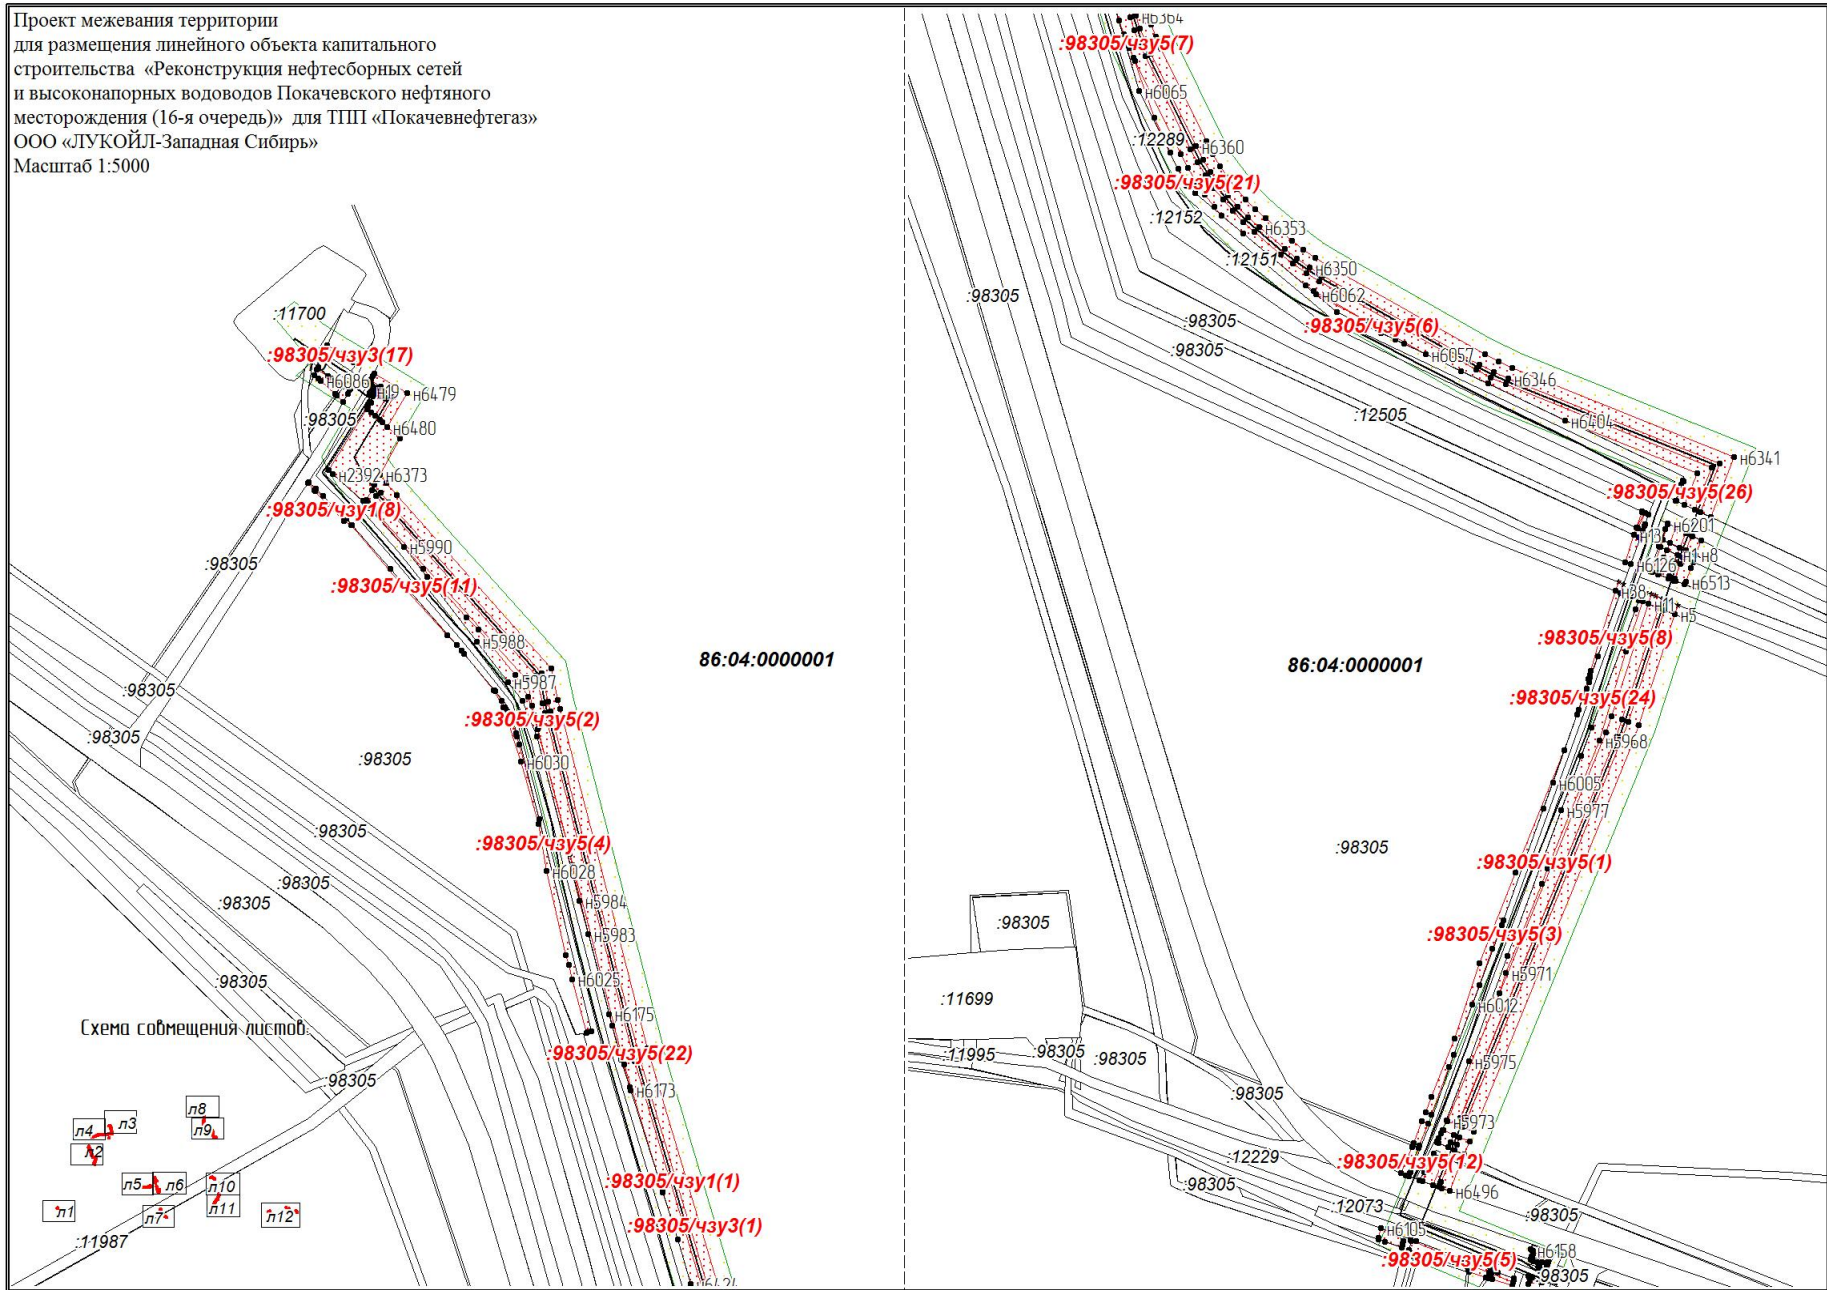 Проект межевания территории
для размещения линейного объекта капитального
строительства «Реконструкция нефтесборных сетей
и высоконапорных водоводов Покачевского нефтяного
месторождения (16-я очередь)» для ТПП «Покачевнефтегаз»
ООО «ЛУКОЙЛ-Западная Сибирь»
Масштаб 1:5000
:11700
:98305/чзу3(17)
н6086
н19
н6479
:98305
н6480
н2392
н6373
:98305/чзу1(8)
н5990
:98305
:98305/чзу5(11)
н5988
86:04:0000001
н5987
:98305
:98305/чзу5(2)
:98305
:98305
н6030
:98305
:98305/чзу5(4)
н6028
:98305
:98305
н5984
н5983
:98305
н6025
н6175
Схема совмещения листов
:98305/чзу5(22)
:98305
н6173
л8
л3
л4
л9
л2
л5
л6
л10
:98305/чзу1(1)
л1
л7
л11
л12
:98305/чзу3(1)
:11987
н6424
н6364
:98305/чзу5(7)
н6065
:12289
н6360
:98305/чзу5(21)
:12152
н6353
:12151
н6350
:98305
н6062
:98305
:98305/чзу5(6)
:98305
н6057
н6346
:12505
н6404
н6341
:98305/чзу5(26)
н6201
н13
н1
н8
н6126
н6513
н38
н11
н5
:98305/чзу5(8)
86:04:0000001
:98305/чзу5(24)
н5968
н6005
н5977
:98305
:98305/чзу5(1)
:98305
:98305/чзу5(3)
н5971
:11699
н6012
:11995
:98305
:98305
н5975
:98305
н5973
:12229
:98305/чзу5(12)
:98305
н6496
:12073
:98305
н6105
н6158
:98305/чзу5(5)
:98305